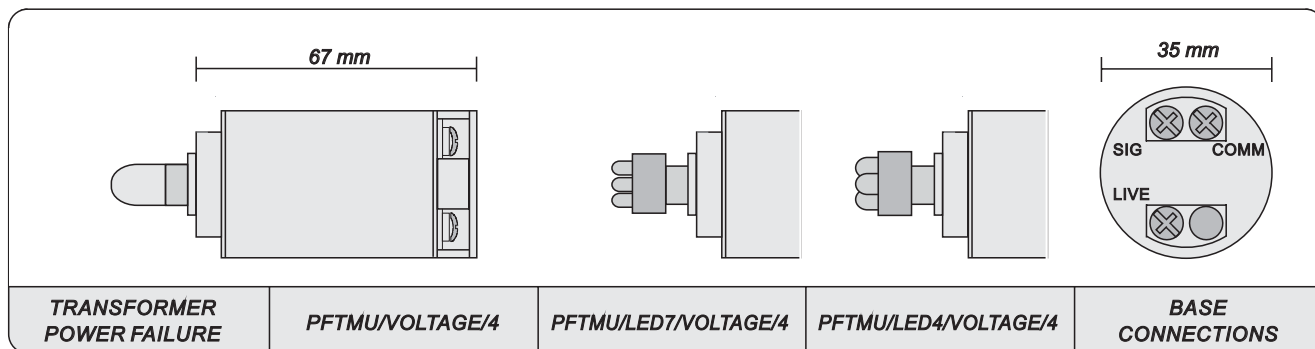 67 mm
35 mm
SIG
COMM
LIVE
TRANSFORMER
POWER FAILURE
PFTMU/VOLTAGE/4
PFTMU/LED7/VOLTAGE/4
PFTMU/LED4/VOLTAGE/4
BASE
CONNECTIONS